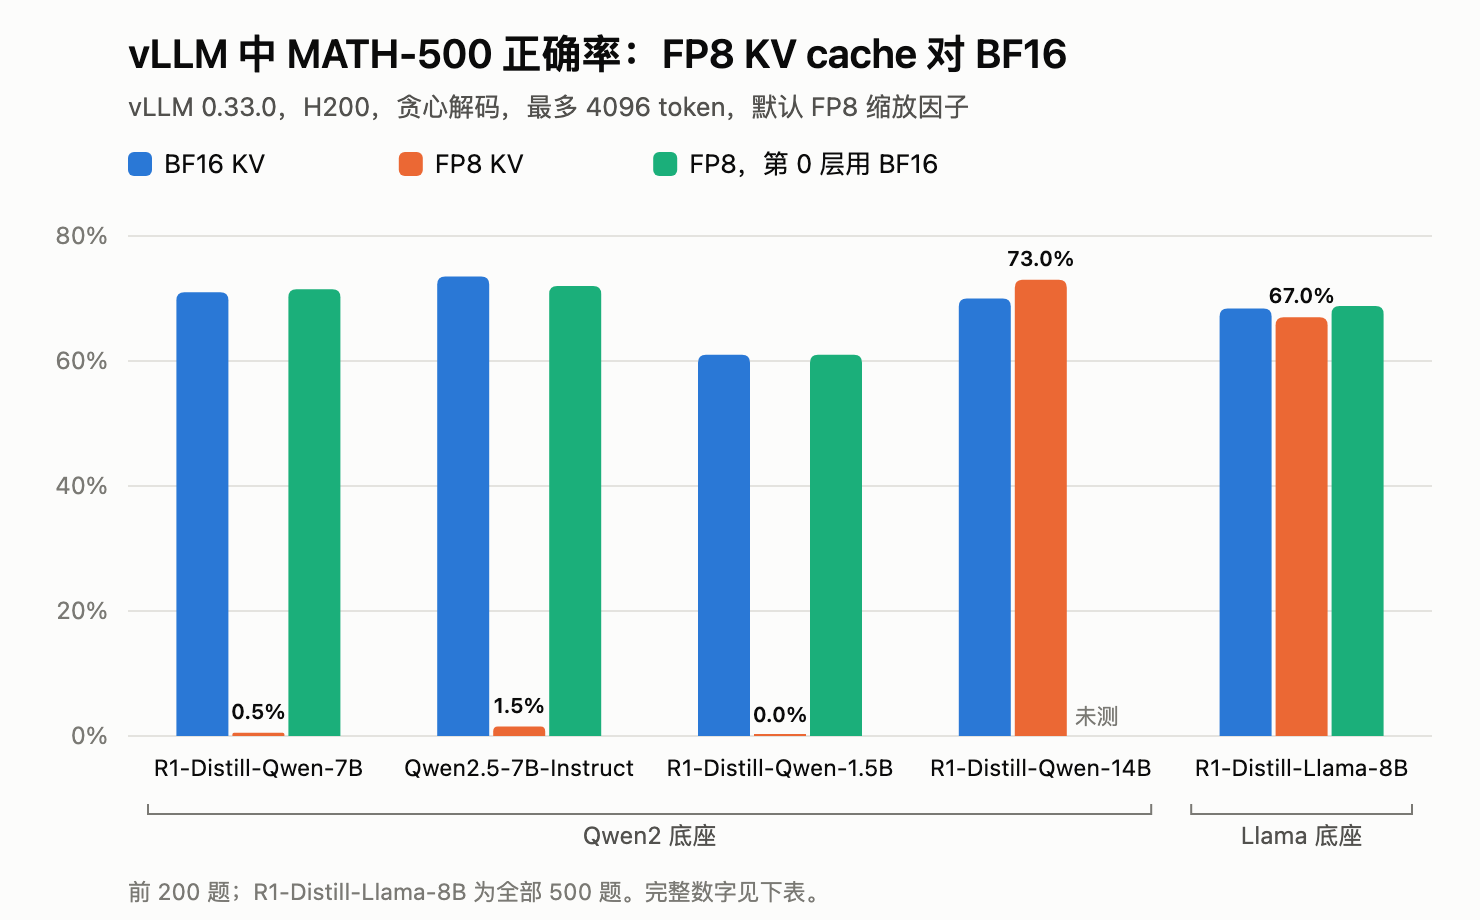 vLLM 中 MATH-500 正确率：FP8 KV cache 对 BF16
vLLM 0.33.0，H200，贪心解码，最多 4096 token，默认 FP8 缩放因子
BF16 KV
FP8 KV
FP8，第 0 层用 BF16
80%
60%
40%
20%
0%
0.5%
1.5%
0.0%
73.0%
未测
67.0%
R1-Distill-Qwen-7B
Qwen2.5-7B-Instruct
R1-Distill-Qwen-1.5B
R1-Distill-Qwen-14B
R1-Distill-Llama-8B
Qwen2 底座
Llama 底座
前 200 题；R1-Distill-Llama-8B 为全部 500 题。完整数字见下表。